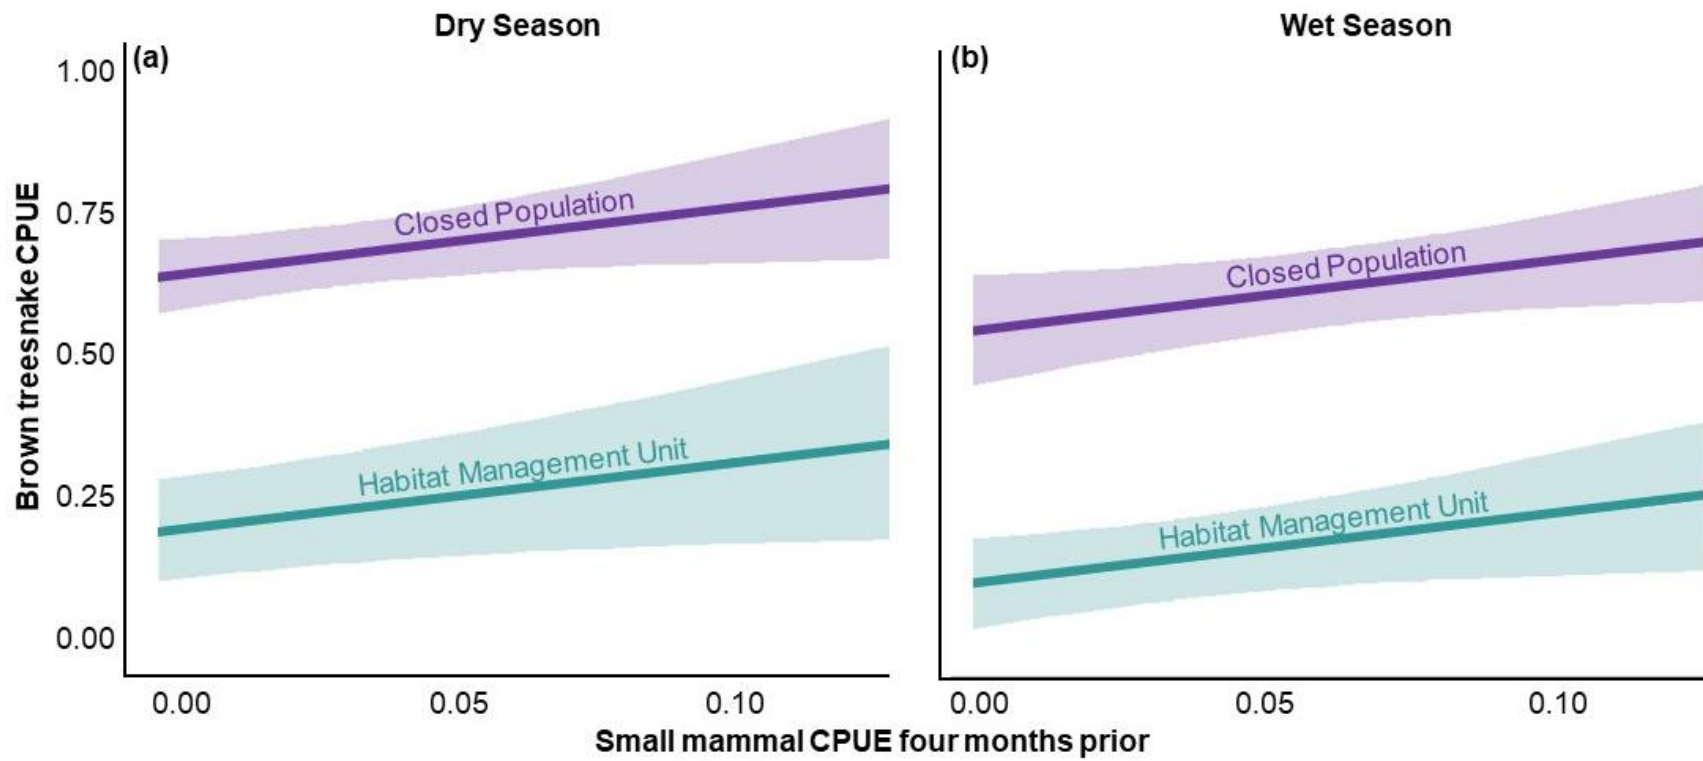 Dry Season
Wet Season
(a)
(b)
1.00
0.75
0.50
0.25
0.00
Brown treesnake CPUE
Closed Population
Habitat Management Unit
Closed Population
Habitat Management Unit
0.00 0.05 0.10
0.00 0.05 0.10
Small mammal CPUE four months prior